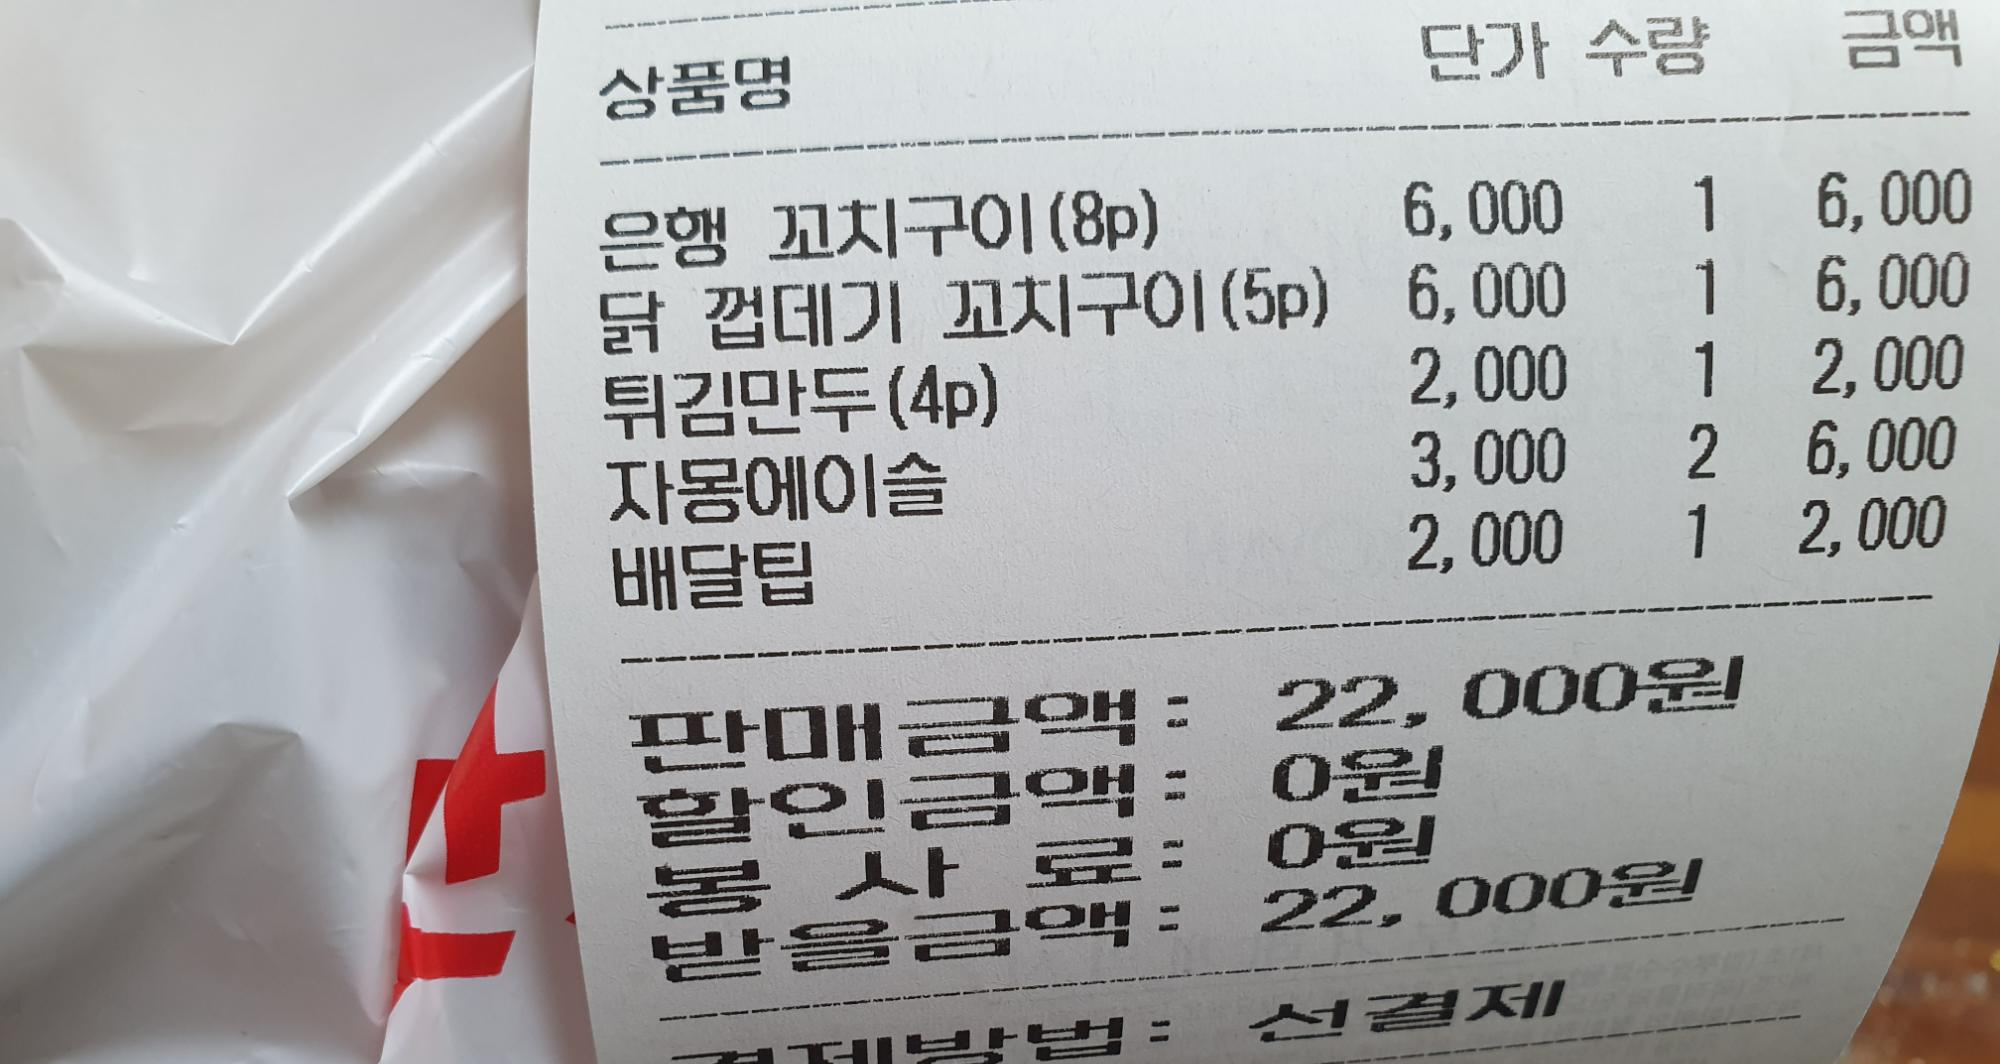 상품명 단가 수량 금액
은행 꼬치구이(8p) 6,000 1 6,000
닭 껍데기 꼬치구이(5p) 6,000 1 6,000
튀김만두(4p) 2,000 1 2,000
자몽에이슬 3,000 2 6,000
배달팁 2,000 1 2,000
판매금액: 22,000원
할인금액: 0원
봉 사 료: 0원
받을금액: 22,000원
결제방법: 선결제